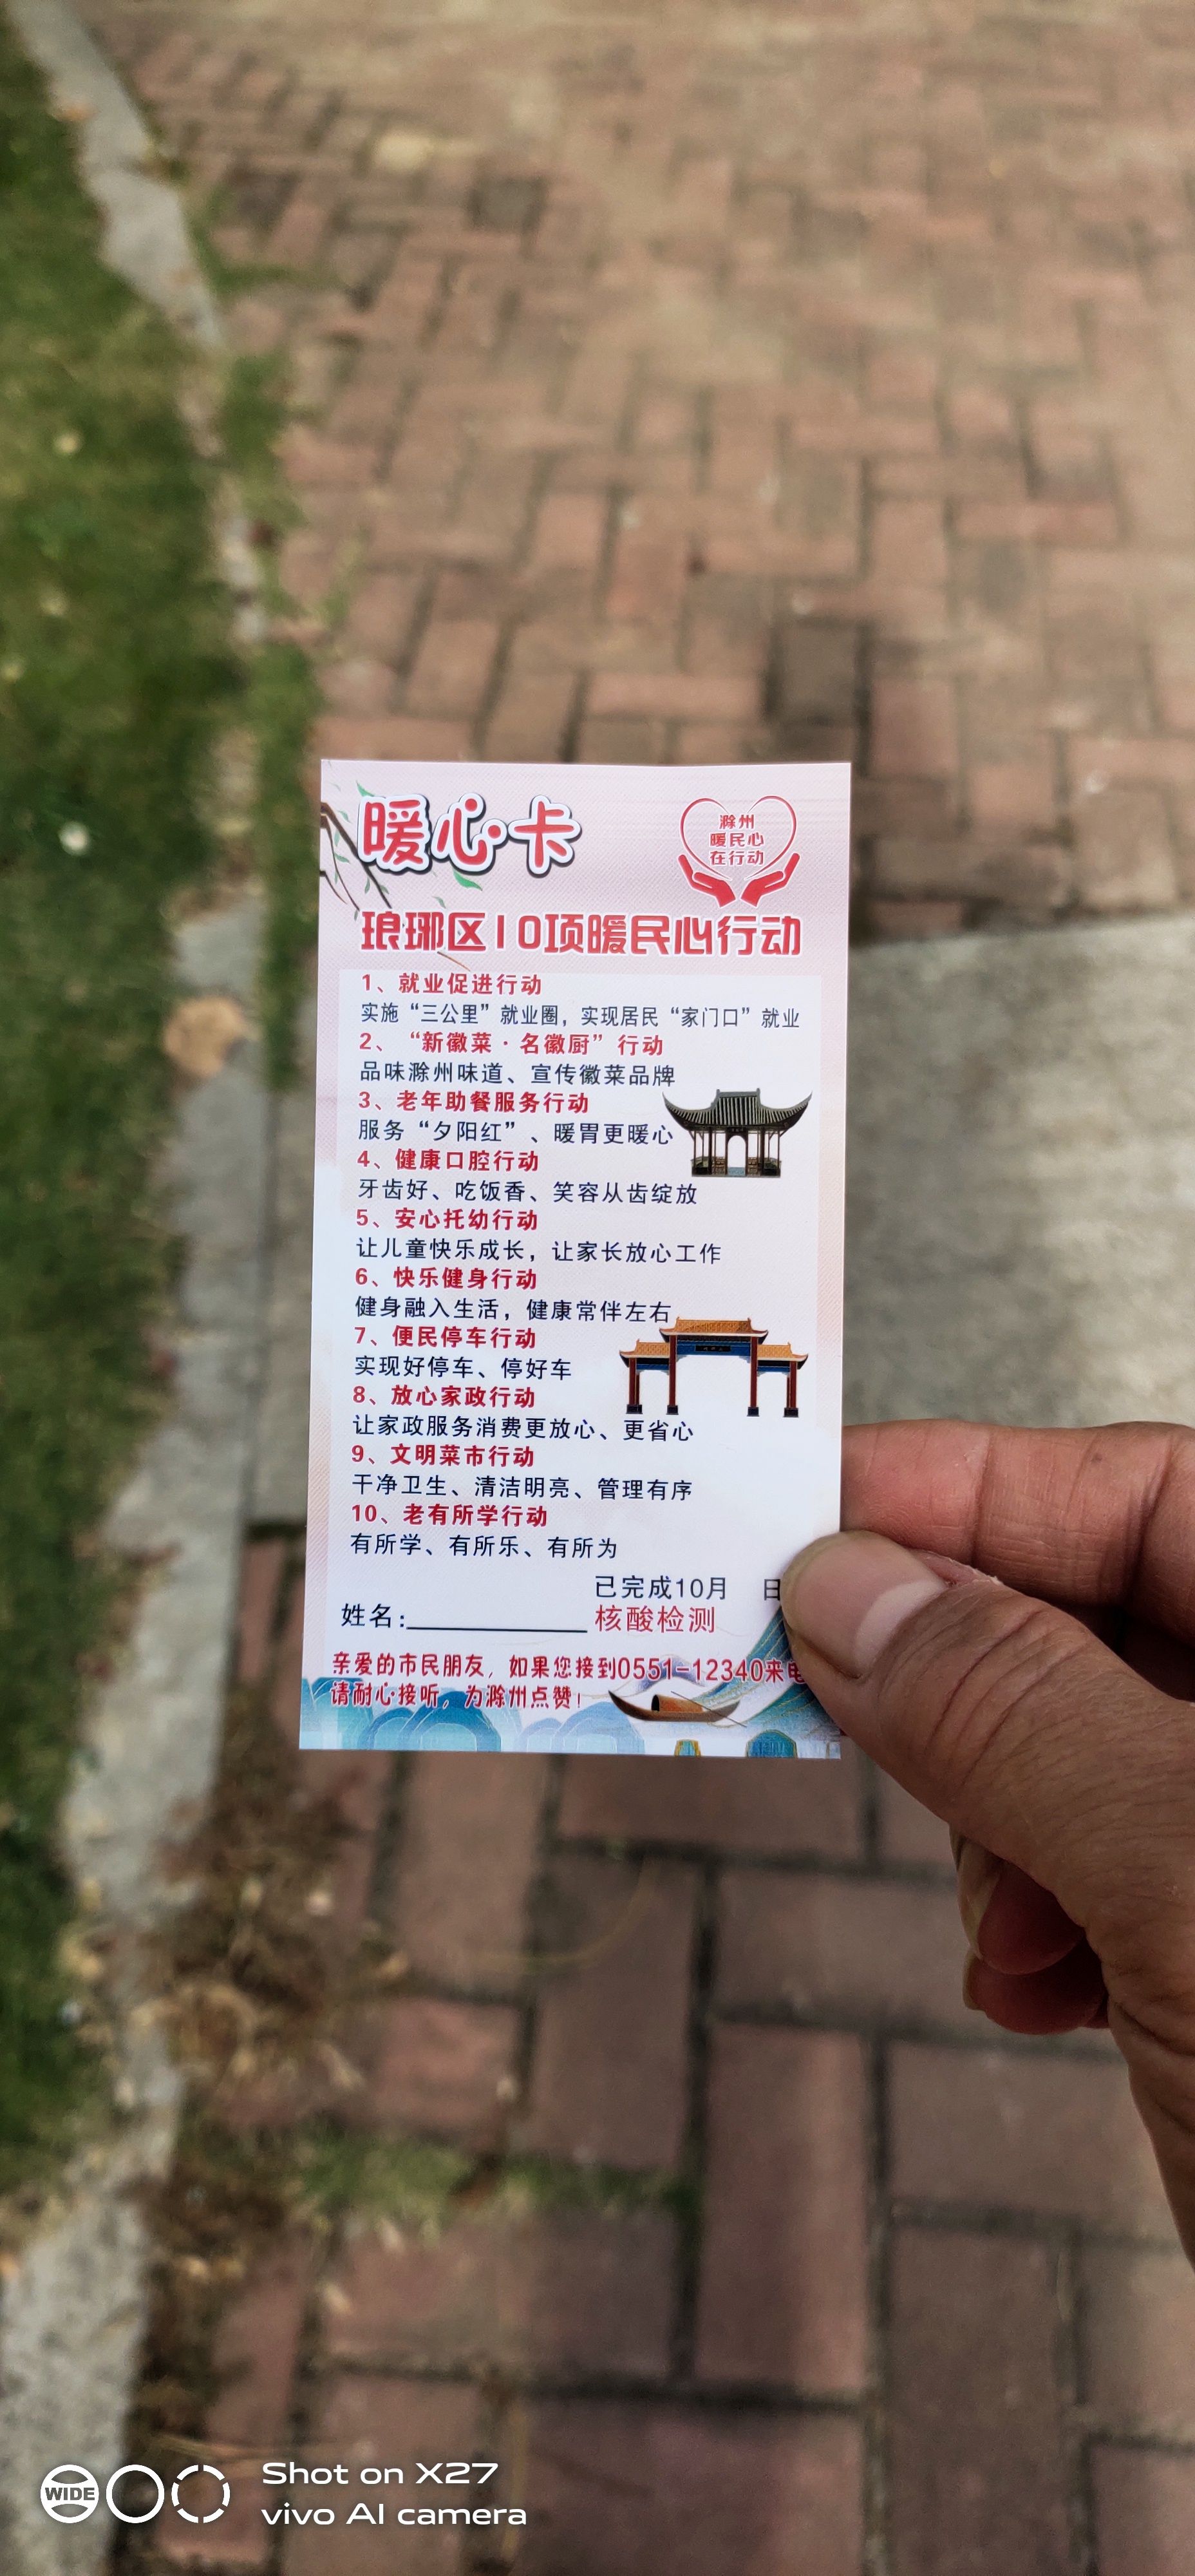 暖心卡
滁州
暖民心
在行动
琅琊区10项暖民心行动
1、就业促进行动
实施“三公里”就业圈，实现居民“家门口”就业
2、“新徽菜·名徽厨”行动
品味滁州味道、宣传徽菜品牌
3、老年助餐服务行动
服务“夕阳红”、暖胃更暖心
4、健康口腔行动
牙齿好、吃饭香、笑容从齿绽放
5、安心托幼行动
让儿童快乐成长，让家长放心工作
6、快乐健身行动
健身融入生活，健康常伴左右
7、便民停车行动
实现好停车、停好车
8、放心家政行动
让家政服务消费更放心、更省心
9、文明菜市行动
干净卫生、清洁明亮、管理有序
10、老有所学行动
有所学、有所乐、有所为
已完成10月 日
姓名:__________ 核酸检测
亲爱的市民朋友，如果您接到0551-12340来电
请耐心接听，为滁州点赞！
WIDE
Shot on X27
vivo AI camera